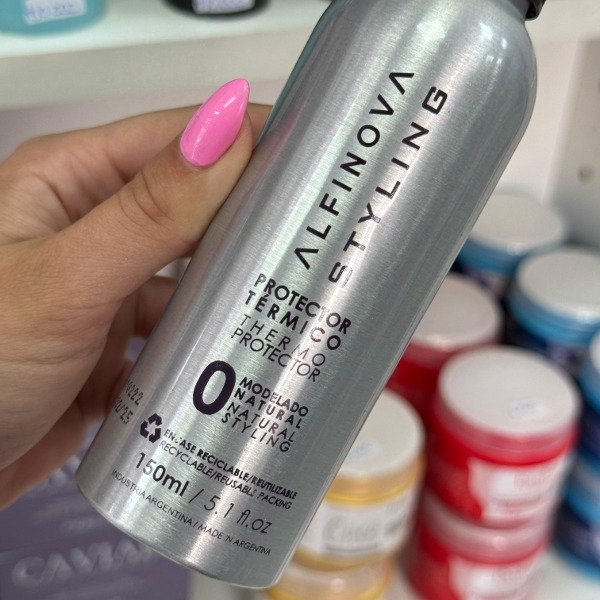 ALFINOVA
STYLING
PROTECTOR
TÉRMICO
THERMO
PROTECTOR
0 MODELADO
NATURAL
NATURAL
STYLING
ENVASE RECICLABLE/REUTILIZABLE
RECYCLABLE/REUSABLE PACKING
150ml / 5.1 fl.oz
INDUSTRIA ARGENTINA / MADE IN ARGENTINA
CAVIAR